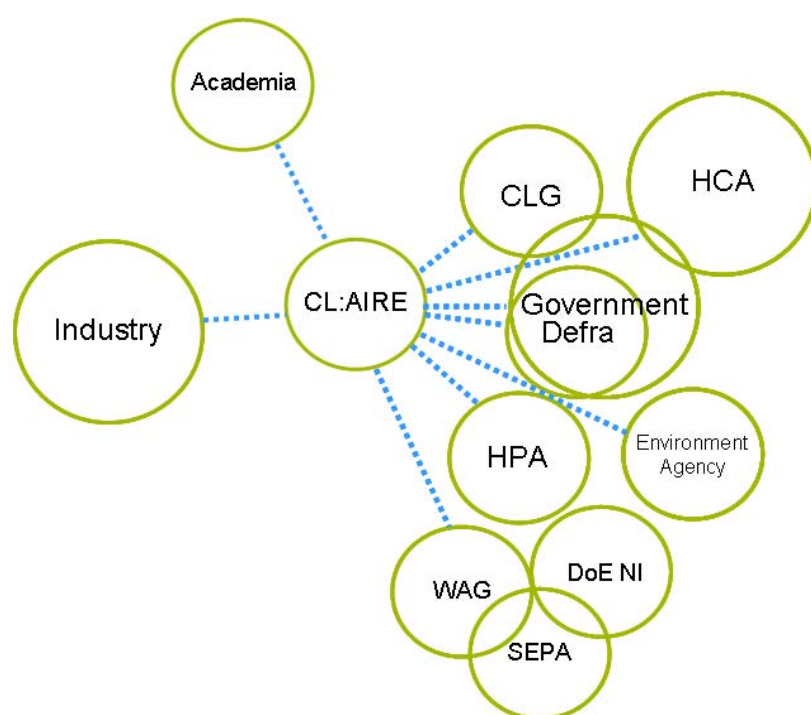 Academia
CLG
HCA
CL:AIRE
Government
Defra
Industry
HPA
Environment
Agency
WAG
DoE NI
SEPA